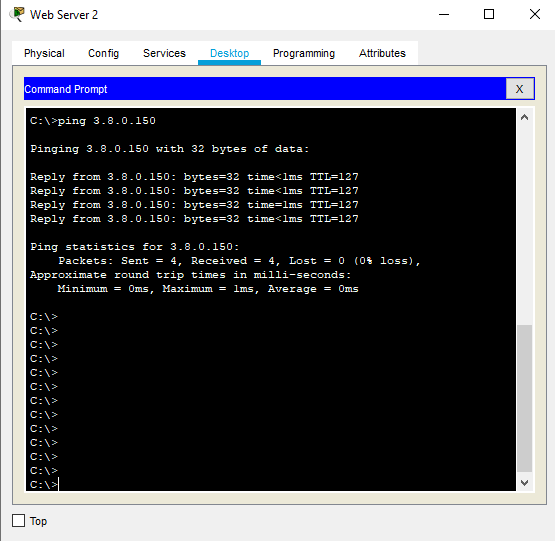 Web Server 2
Physical Config Services Desktop Programming Attributes
Command Prompt X
C:\>ping 3.8.0.150
Pinging 3.8.0.150 with 32 bytes of data:
Reply from 3.8.0.150: bytes=32 time<1ms TTL=127
Reply from 3.8.0.150: bytes=32 time<1ms TTL=127
Reply from 3.8.0.150: bytes=32 time=1ms TTL=127
Reply from 3.8.0.150: bytes=32 time<1ms TTL=127
Ping statistics for 3.8.0.150:
Packets: Sent = 4, Received = 4, Lost = 0 (0% loss),
Approximate round trip times in milli-seconds:
Minimum = 0ms, Maximum = 1ms, Average = 0ms
C:\>
C:\>
C:\>
C:\>
C:\>
C:\>
C:\>
C:\>
C:\>
C:\>
C:\>
C:\>
C:\>
Top